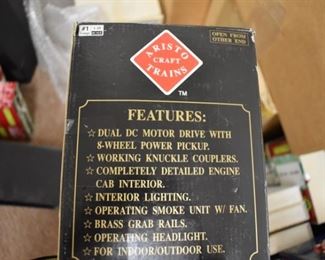 #1
OPEN FROM
OTHER END
ARISTO
CRAFT
TRAINS
TM
FEATURES:
☆ DUAL DC MOTOR DRIVE WITH
8-WHEEL POWER PICKUP.
☆ WORKING KNUCKLE COUPLERS.
☆ COMPLETELY DETAILED ENGINE
CAB INTERIOR.
☆ INTERIOR LIGHTING.
☆ OPERATING SMOKE UNIT W/ FAN.
☆ BRASS GRAB RAILS.
☆ OPERATING HEADLIGHT.
☆ FOR INDOOR/OUTDOOR USE.